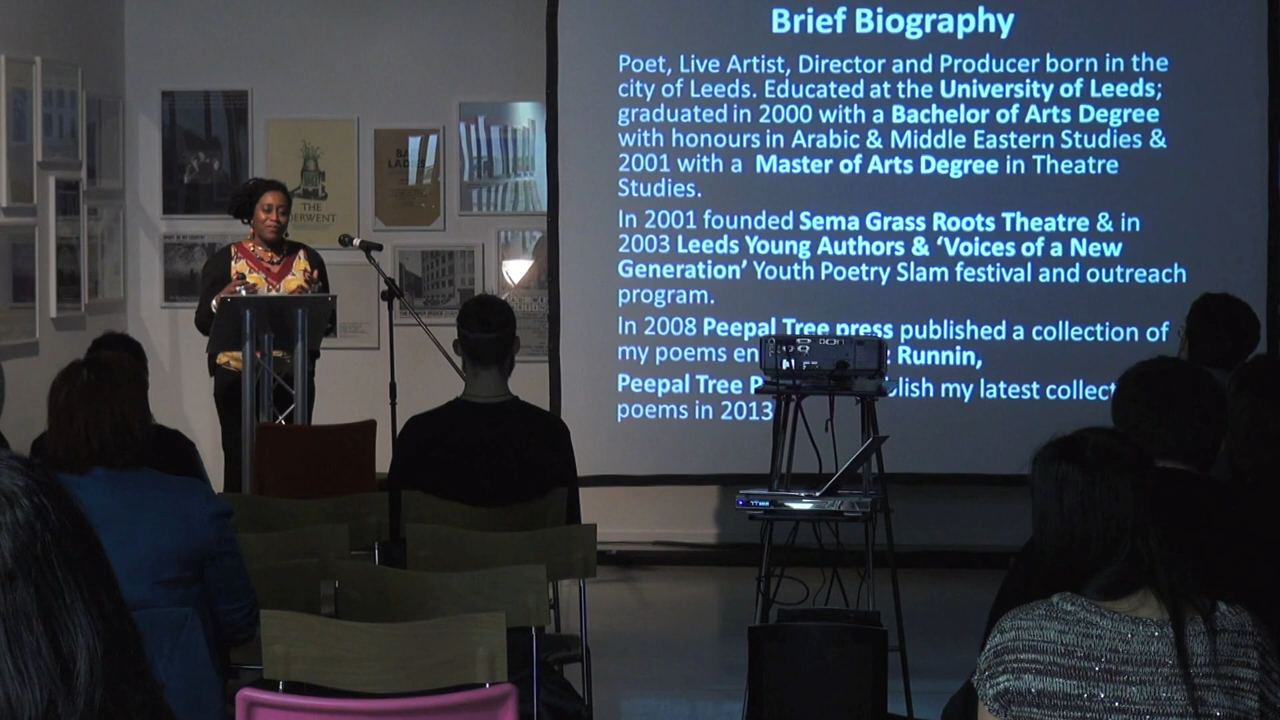 Brief Biography
Poet, Live Artist, Director and Producer born in the
city of Leeds. Educated at the University of Leeds;
graduated in 2000 with a Bachelor of Arts Degree
with honours in Arabic & Middle Eastern Studies &
2001 with a Master of Arts Degree in Theatre
Studies.
In 2001 founded Sema Grass Roots Theatre & in
2003 Leeds Young Authors & ‘Voices of a New
Generation’ Youth Poetry Slam festival and outreach
program.
In 2008 Peepal Tree press published a collection of
my poems Runnin,
Peepal Tree my latest
poems in 2013
THE
DERWENT